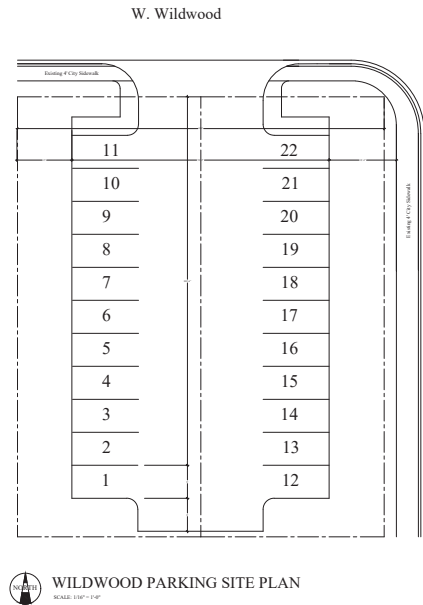 W. Wildwood
Existing 4' City Sidewalk
Existing 4' City Sidewalk
11 22
10 21
9 20
8 19
7 18
6 17
5 16
4 15
3 14
2 13
1 12
NORTH
WILDWOOD PARKING SITE PLAN
SCALE: 1/16" = 1'-0"